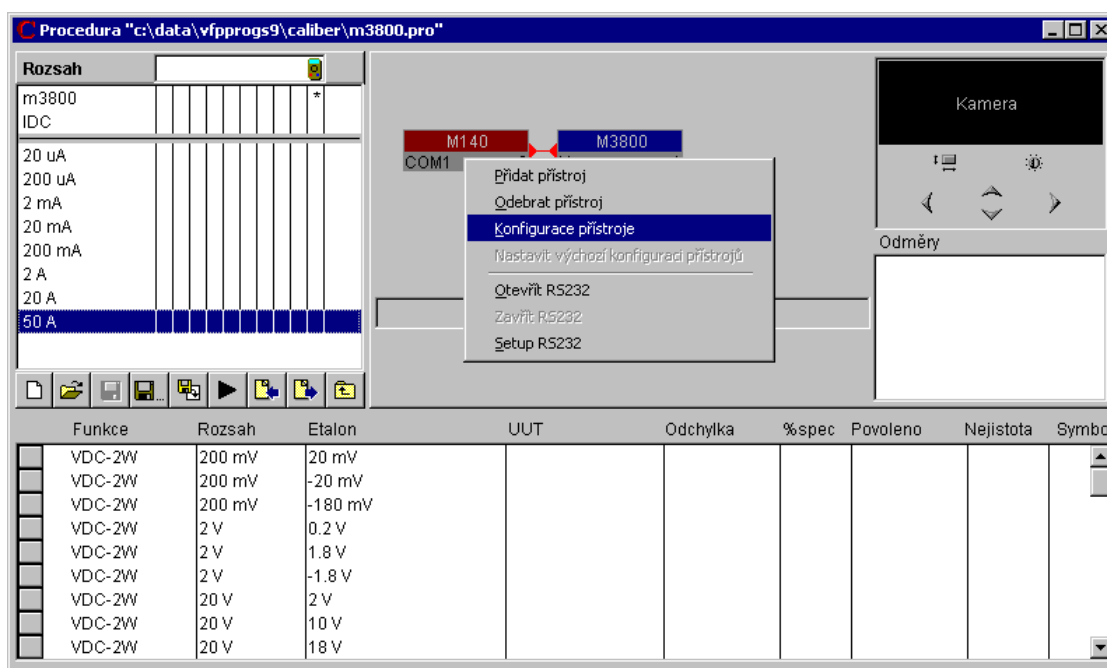 Procedura "c:\data\vfpprogs9\caliber\m3800.pro"
Rozsah
m3800 *
IDC
20 uA
200 uA
2 mA
20 mA
200 mA
2 A
20 A
50 A
M140 M3800
COM1
Přidat přístroj
Odebrat přístroj
Konfigurace přístroje
Nastavit výchozí konfiguraci přístrojů
Otevřít RS232
Zavřít RS232
Setup RS232
Kamera
Odměry
Funkce Rozsah Etalon UUT Odchylka %spec Povoleno Nejistota Symbo
VDC-2W 200 mV 20 mV
VDC-2W 200 mV -20 mV
VDC-2W 200 mV -180 mV
VDC-2W 2 V 0.2 V
VDC-2W 2 V 1.8 V
VDC-2W 2 V -1.8 V
VDC-2W 20 V 2 V
VDC-2W 20 V 10 V
VDC-2W 20 V 18 V